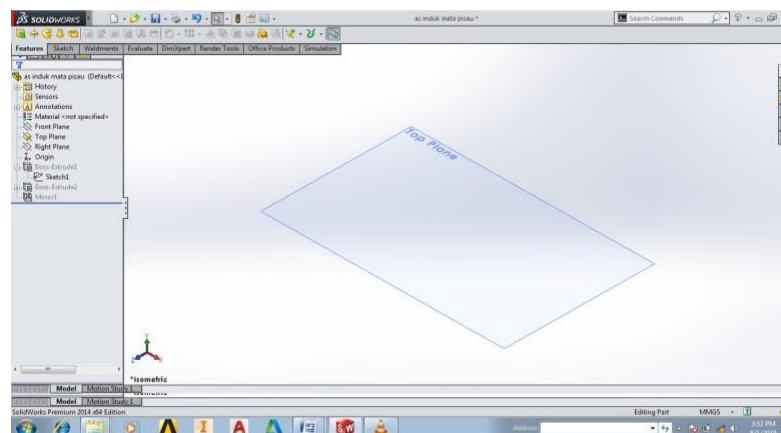 SOLIDWORKS
as induk mata pisau *
Search Commands
Features Sketch Weldments Evaluate DimXpert Render Tools Office Products Simulation
as induk mata pisau (Default<<
History
Sensors
Annotations
Material <not specified>
Front Plane
Top Plane
Right Plane
Origin
Boss-Extrude1
Sketch1
Boss-Extrude2
Mirror1
Top Plane
*Isometric
Model Motion Study 1
Model Motion Study 1
SolidWorks Premium 2014 x64 Edition
Editing Part
MMGS
Address
3:53 PM